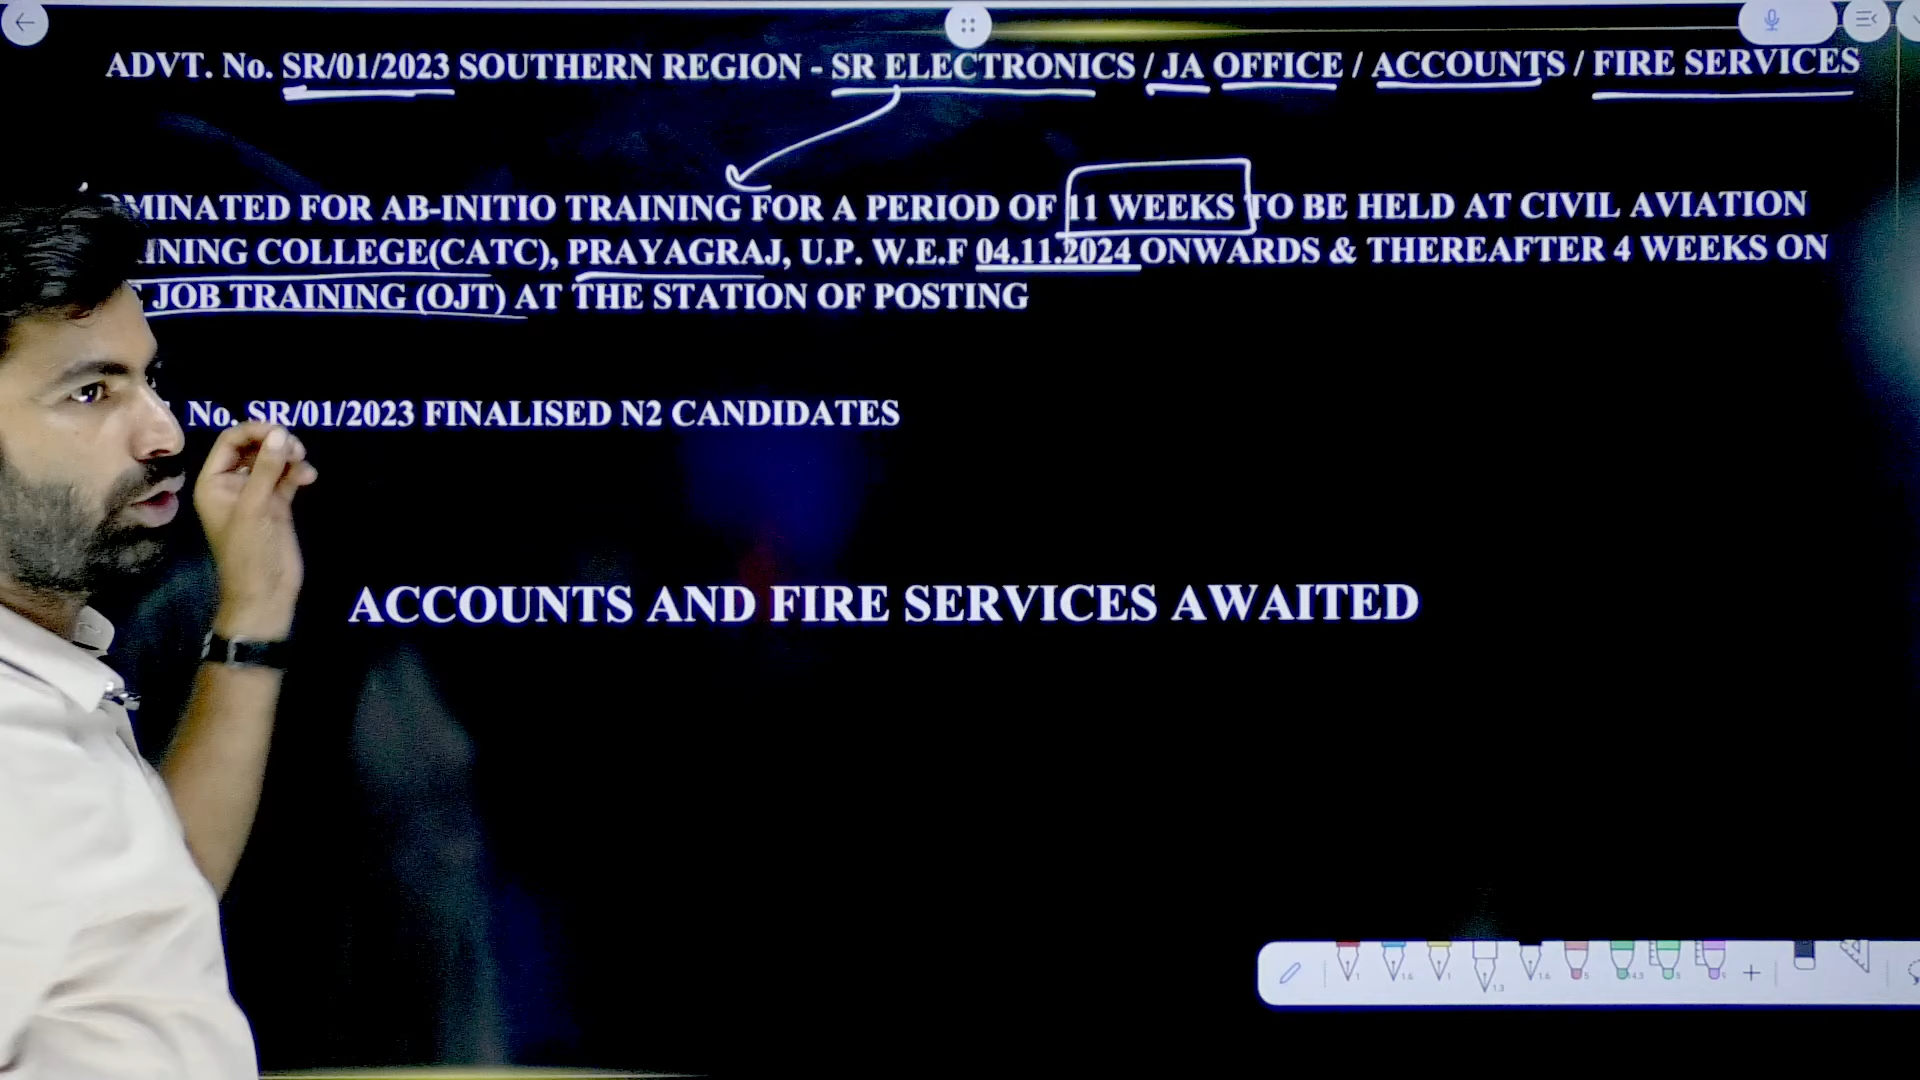 ADVT. No. SR/01/2023 SOUTHERN REGION - SR ELECTRONICS / JA OFFICE / ACCOUNTS / FIRE SERVICES
FOR AB-INITIO TRAINING FOR A PERIOD OF 11 WEEKS TO BE HELD AT CIVIL AVIATION
COLLEGE(CATC), PRAYAGRAJ, U.P. W.E.F 04.11.2024 ONWARDS & THEREAFTER 4 WEEKS ON
JOB TRAINING (OJT) AT THE STATION OF POSTING
No. SR/01/2023 FINALISED N2 CANDIDATES
ACCOUNTS AND FIRE SERVICES AWAITED